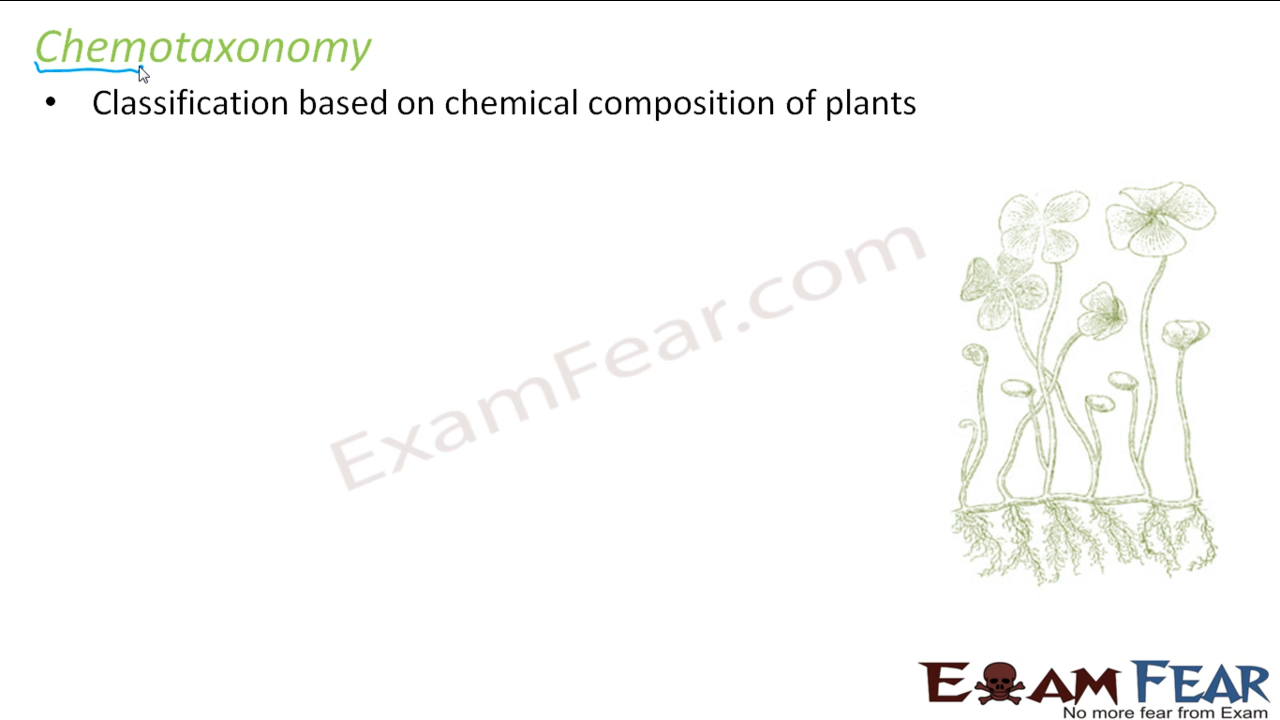 Chemotaxonomy
• Classification based on chemical composition of plants
ExamFear.com
EXAM FEAR
No more fear from Exam